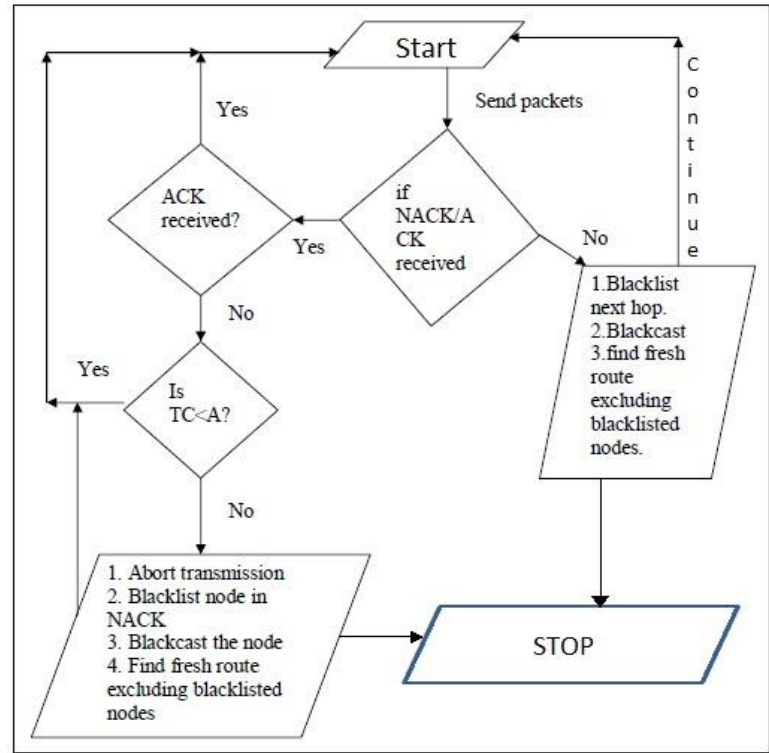 Start
Send packets
C
o
n
t
i
n
u
e
Yes
ACK
received?
if
NACK/A
CK
received
Yes
No
No
1.Blacklist
next hop.
2.Blackcast
3.find fresh
route
excluding
blacklisted
nodes.
Yes
Is
TC<A?
No
1. Abort transmission
2. Blacklist node in
NACK
3. Blackcast the node
4. Find fresh route
excluding blacklisted
nodes
STOP